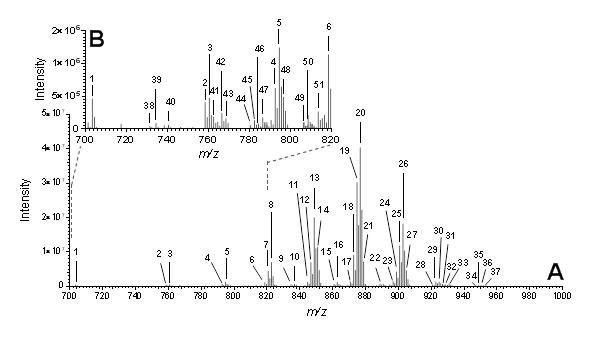 B
2×10⁶
2×10⁶
1×10⁶
5×10⁵
0
Intensity
1 38 39 40 2 3 41 42 43 44 45 46 47 4 5 48 49 50 51 6
700 720 740 760 780 800 820
m/z
5×10⁷
4×10⁷
3×10⁷
2×10⁷
1×10⁷
0
Intensity
1 2 3 4 5 6 7 8 9 10 11 12 13 14 15 16 17 18 19 20 21 22 23 24 25 26 27 28 29 30 31 32 33 34 35 36 37
A
700 720 740 760 780 800 820 840 860 880 900 920 940 960 980 1000
m/z